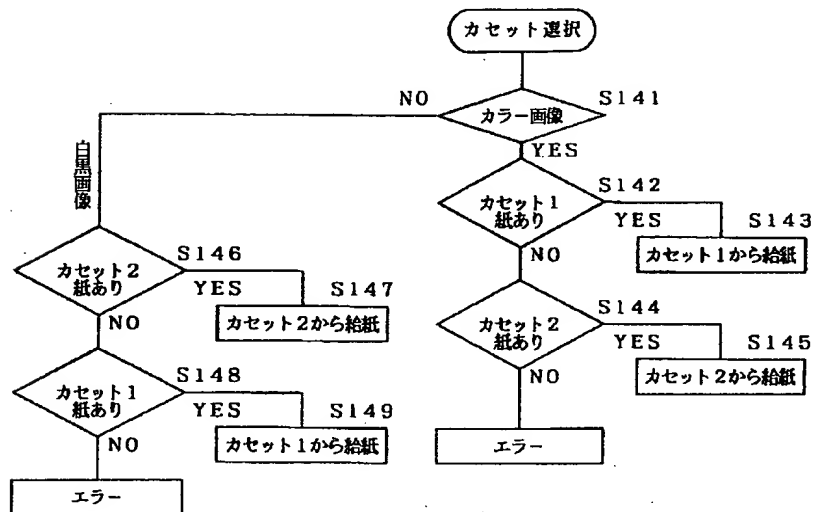 カセット選択
NO
カラー画像
S141
YES
白黒画像
カセット1
紙あり
S142
YES
S143
カセット1から給紙
NO
カセット2
紙あり
S146
YES
S147
カセット2から給紙
NO
カセット2
紙あり
S144
YES
S145
カセット2から給紙
NO
カセット1
紙あり
S148
YES
S149
カセット1から給紙
NO
エラー
エラー